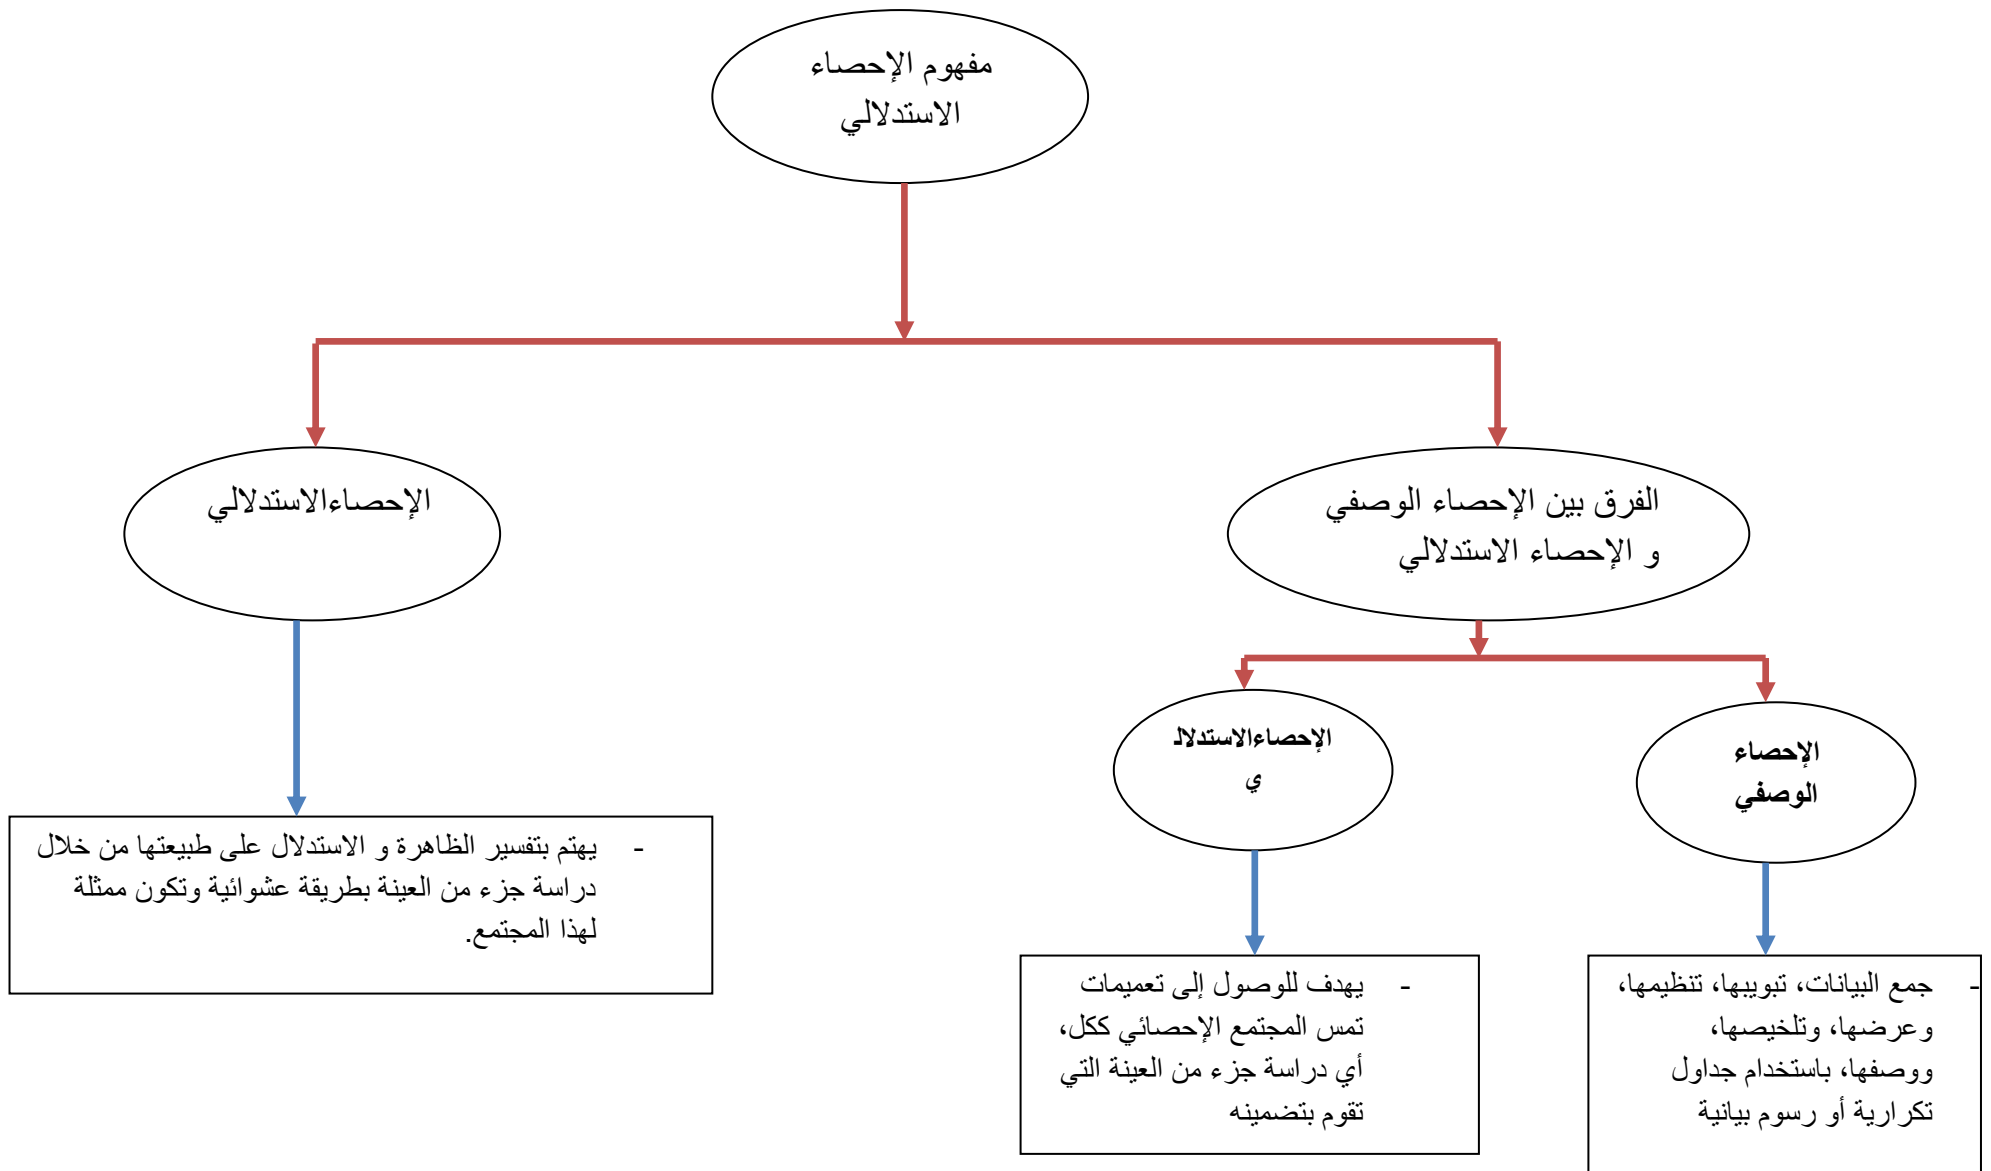 مفهوم الإحصاء
الاستدلالي
الفرق بين الإحصاء الوصفي
و الإحصاء الاستدلالي
الإحصاءالاستدلالي
الإحصاء
الوصفي
الإحصاءالاستدلال
ي
- يهتم بتفسير الظاهرة و الاستدلال على طبيعتها من خلال
دراسة جزء من العينة بطريقة عشوائية وتكون ممثلة
لهذا المجتمع.
- جمع البيانات، تبويبها، تنظيمها،
وعرضها، وتلخيصها،
ووصفها، باستخدام جداول
تكرارية أو رسوم بيانية
- يهدف للوصول إلى تعميمات
تمس المجتمع الإحصائي ككل،
أي دراسة جزء من العينة التي
تقوم بتضمينه